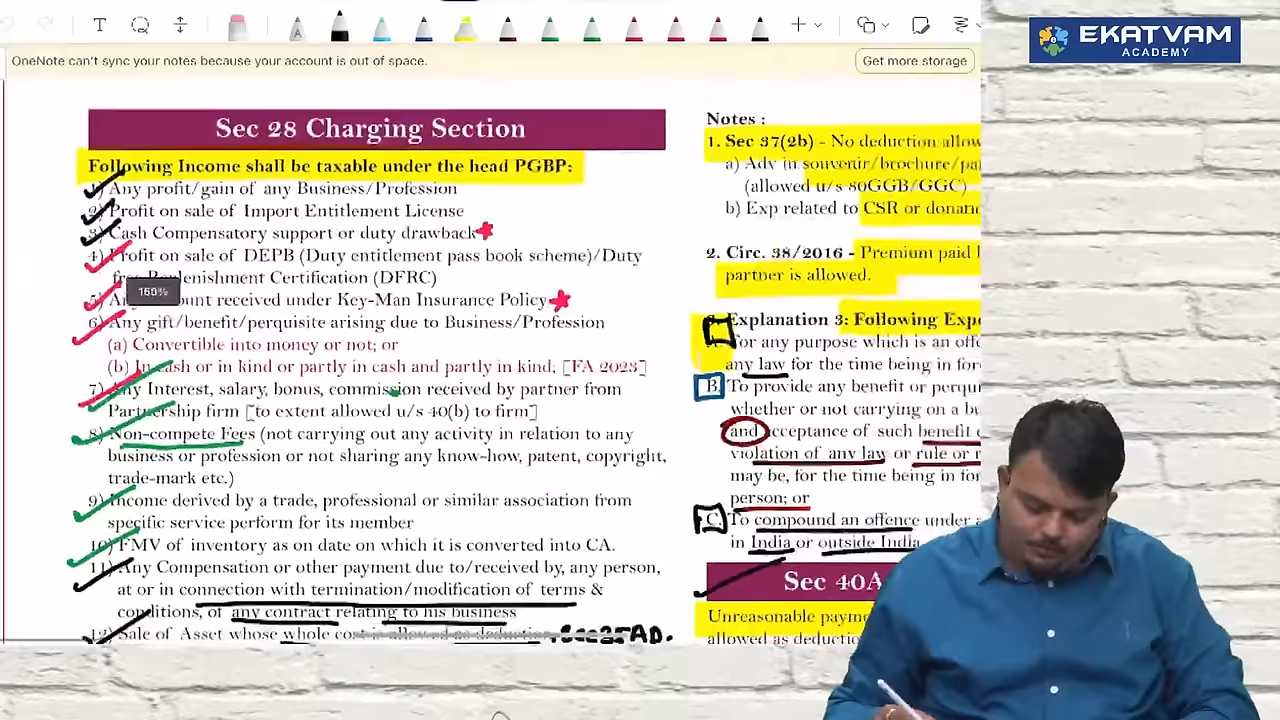 EKATVAM
ACADEMY
OneNote can't sync your notes because your account is out of space.
Get more storage
Sec 28 Charging Section
Following Income shall be taxable under the head PGBP:
1) Any profit/gain of any Business/Profession
2) Profit on sale of Import Entitlement License
3) Cash Compensatory support or duty drawback
4) Profit on sale of DEPB (Duty entitlement pass book scheme)/Duty
free Replenishment Certification (DFRC)
160%
5) received under Key-Man Insurance Policy
6) Any gift/benefit/perquisite arising due to Business/Profession
(a) Convertible into money or not; or
(b) In cash or in kind or partly in cash and partly in kind, [FA 2023]
7) Any Interest, salary, bonus, commission received by partner from
Partnership firm [to extent allowed u/s 40(b) to firm]
8) Non-compete Fees (not carrying out any activity in relation to any
business or profession or not sharing any know-how, patent, copyright,
trade-mark etc.)
9) Income derived by a trade, professional or similar association from
specific service perform for its member
10) FMV of inventory as on date on which it is converted into CA.
11) Any Compensation or other payment due to/received by, any person,
at or in connection with termination/modification of terms &
conditions, of any contract relating to his business
12) Sale of Asset whose whole cost is allowed as deduction AD.
Notes :
1. Sec 37(2b) - No deduction allow
a) Adv in souvenir/brochure/pa
(allowed u/s 80GGB/GGC)
b) Exp related to CSR or donati
2. Circ. 38/2016 - Premium paid
partner is allowed.
Explanation 3: Following Exp
For any purpose which is an off
any law for the time being in for
B. To provide any benefit or perqu
whether or not carrying on a bu
and acceptance of such benefit
violation of any law or rule or r
may be, for the time being in for
person; or
C. To compound an offence under
in India or outside India
Sec 40A
Unreasonable payme
allowed as deductio